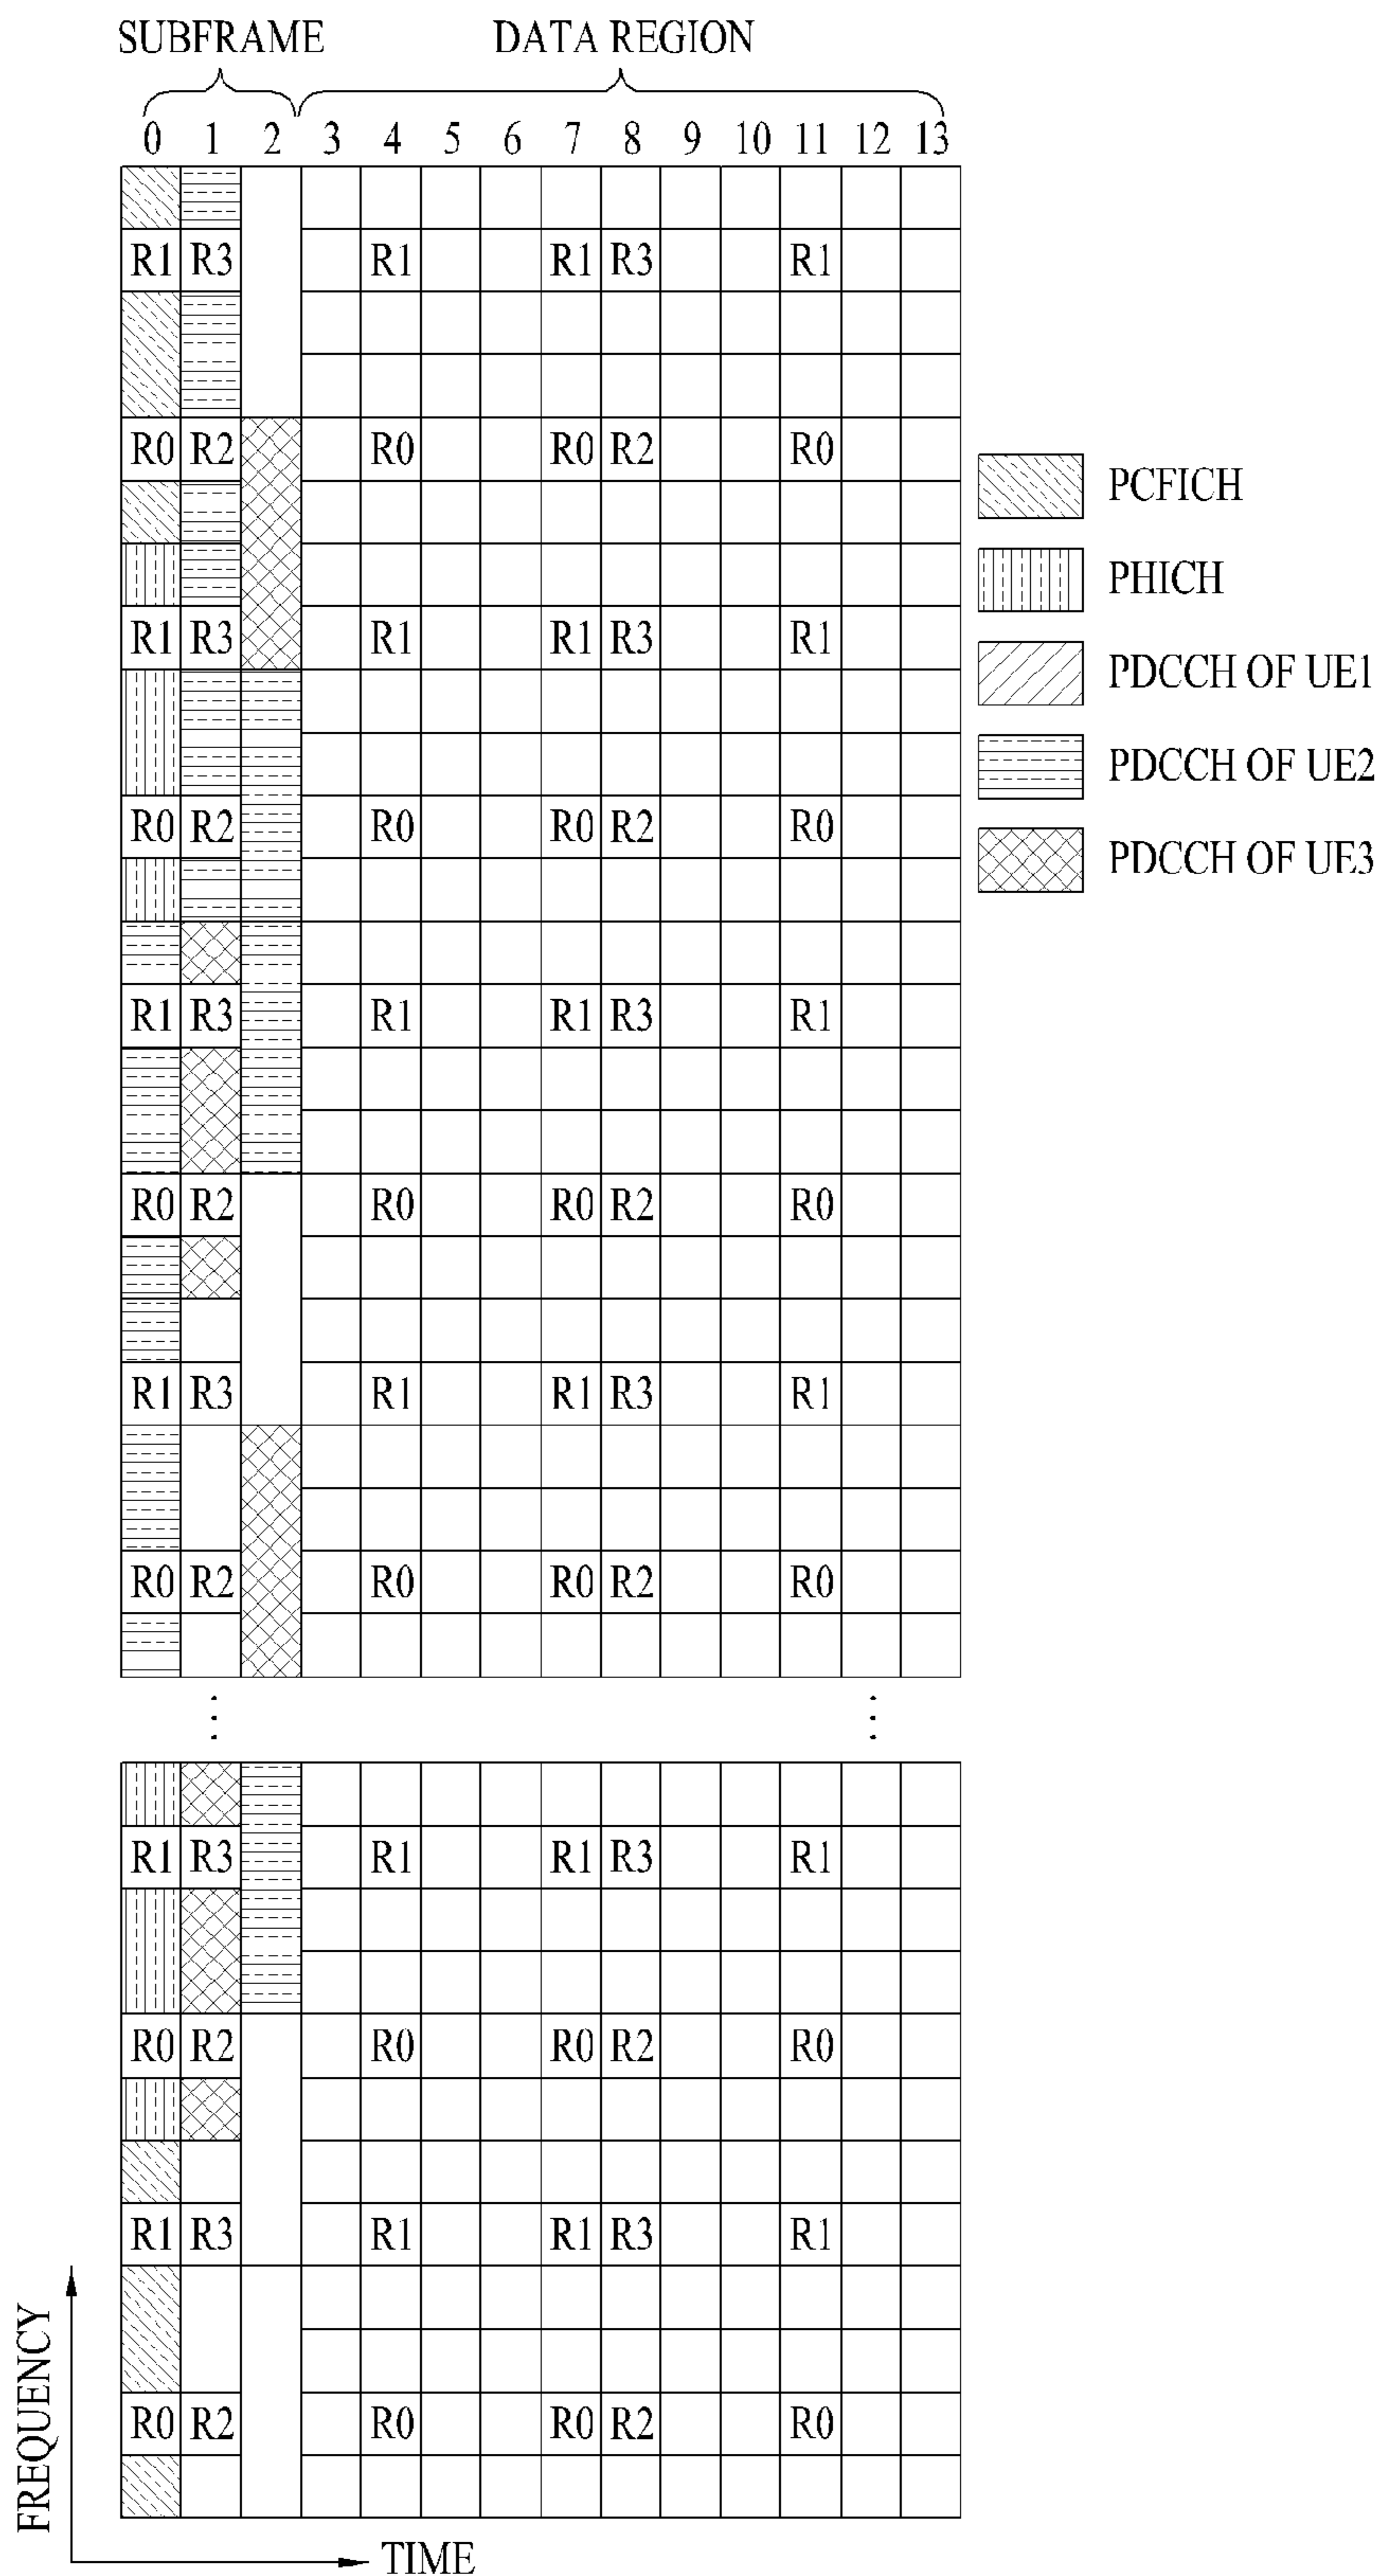 SUBFRAME DATA REGION
0 1 2 3 4 5 6 7 8 9 10 11 12 13
R1 R3 R1 R1 R3 R1
R0 R2 R0 R0 R2 R0
PCFICH
PHICH
R1 R3 R1 R1 R3 R1
PDCCH OF UE1
PDCCH OF UE2
R0 R2 R0 R0 R2 R0
PDCCH OF UE3
R1 R3 R1 R1 R3 R1
R0 R2 R0 R0 R2 R0
R1 R3 R1 R1 R3 R1
R0 R2 R0 R0 R2 R0
R1 R3 R1 R1 R3 R1
R0 R2 R0 R0 R2 R0
R1 R3 R1 R1 R3 R1
R0 R2 R0 R0 R2 R0
FREQUENCY
TIME